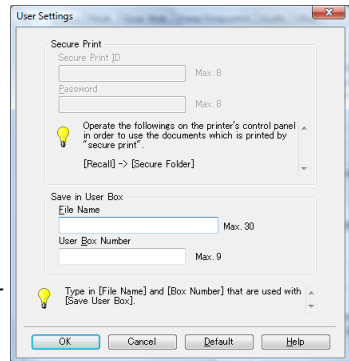 User Settings
Secure Print
Secure Print ID
Max. 8
Password
Max. 8
Operate the followings on the printer's control panel
in order to use the documents which is printed by
"secure print".
[Recall] -> [Secure Folder]
Save in User Box
File Name
Max. 30
User Box Number
Max. 9
Type in [File Name] and [Box Number] that are used with
[Save User Box].
OK Cancel Default Help